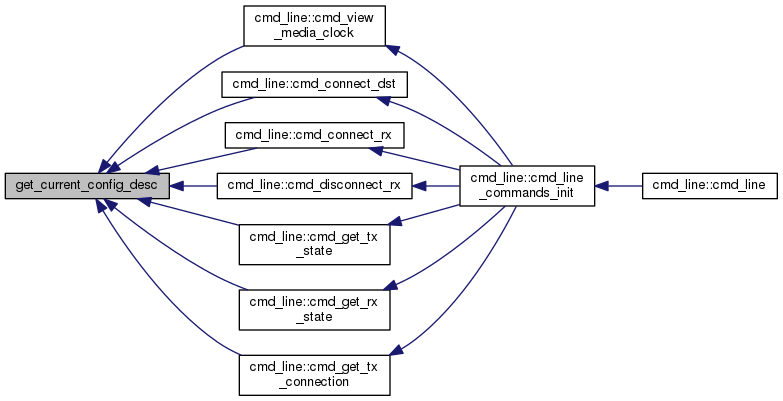 cmd_line::cmd_view
_media_clock
cmd_line::cmd_connect_dst
cmd_line::cmd_connect_rx
get_current_config_desc
cmd_line::cmd_disconnect_rx
cmd_line::cmd_line
_commands_init
cmd_line::cmd_line
cmd_line::cmd_get_tx
_state
cmd_line::cmd_get_rx
_state
cmd_line::cmd_get_tx
_connection